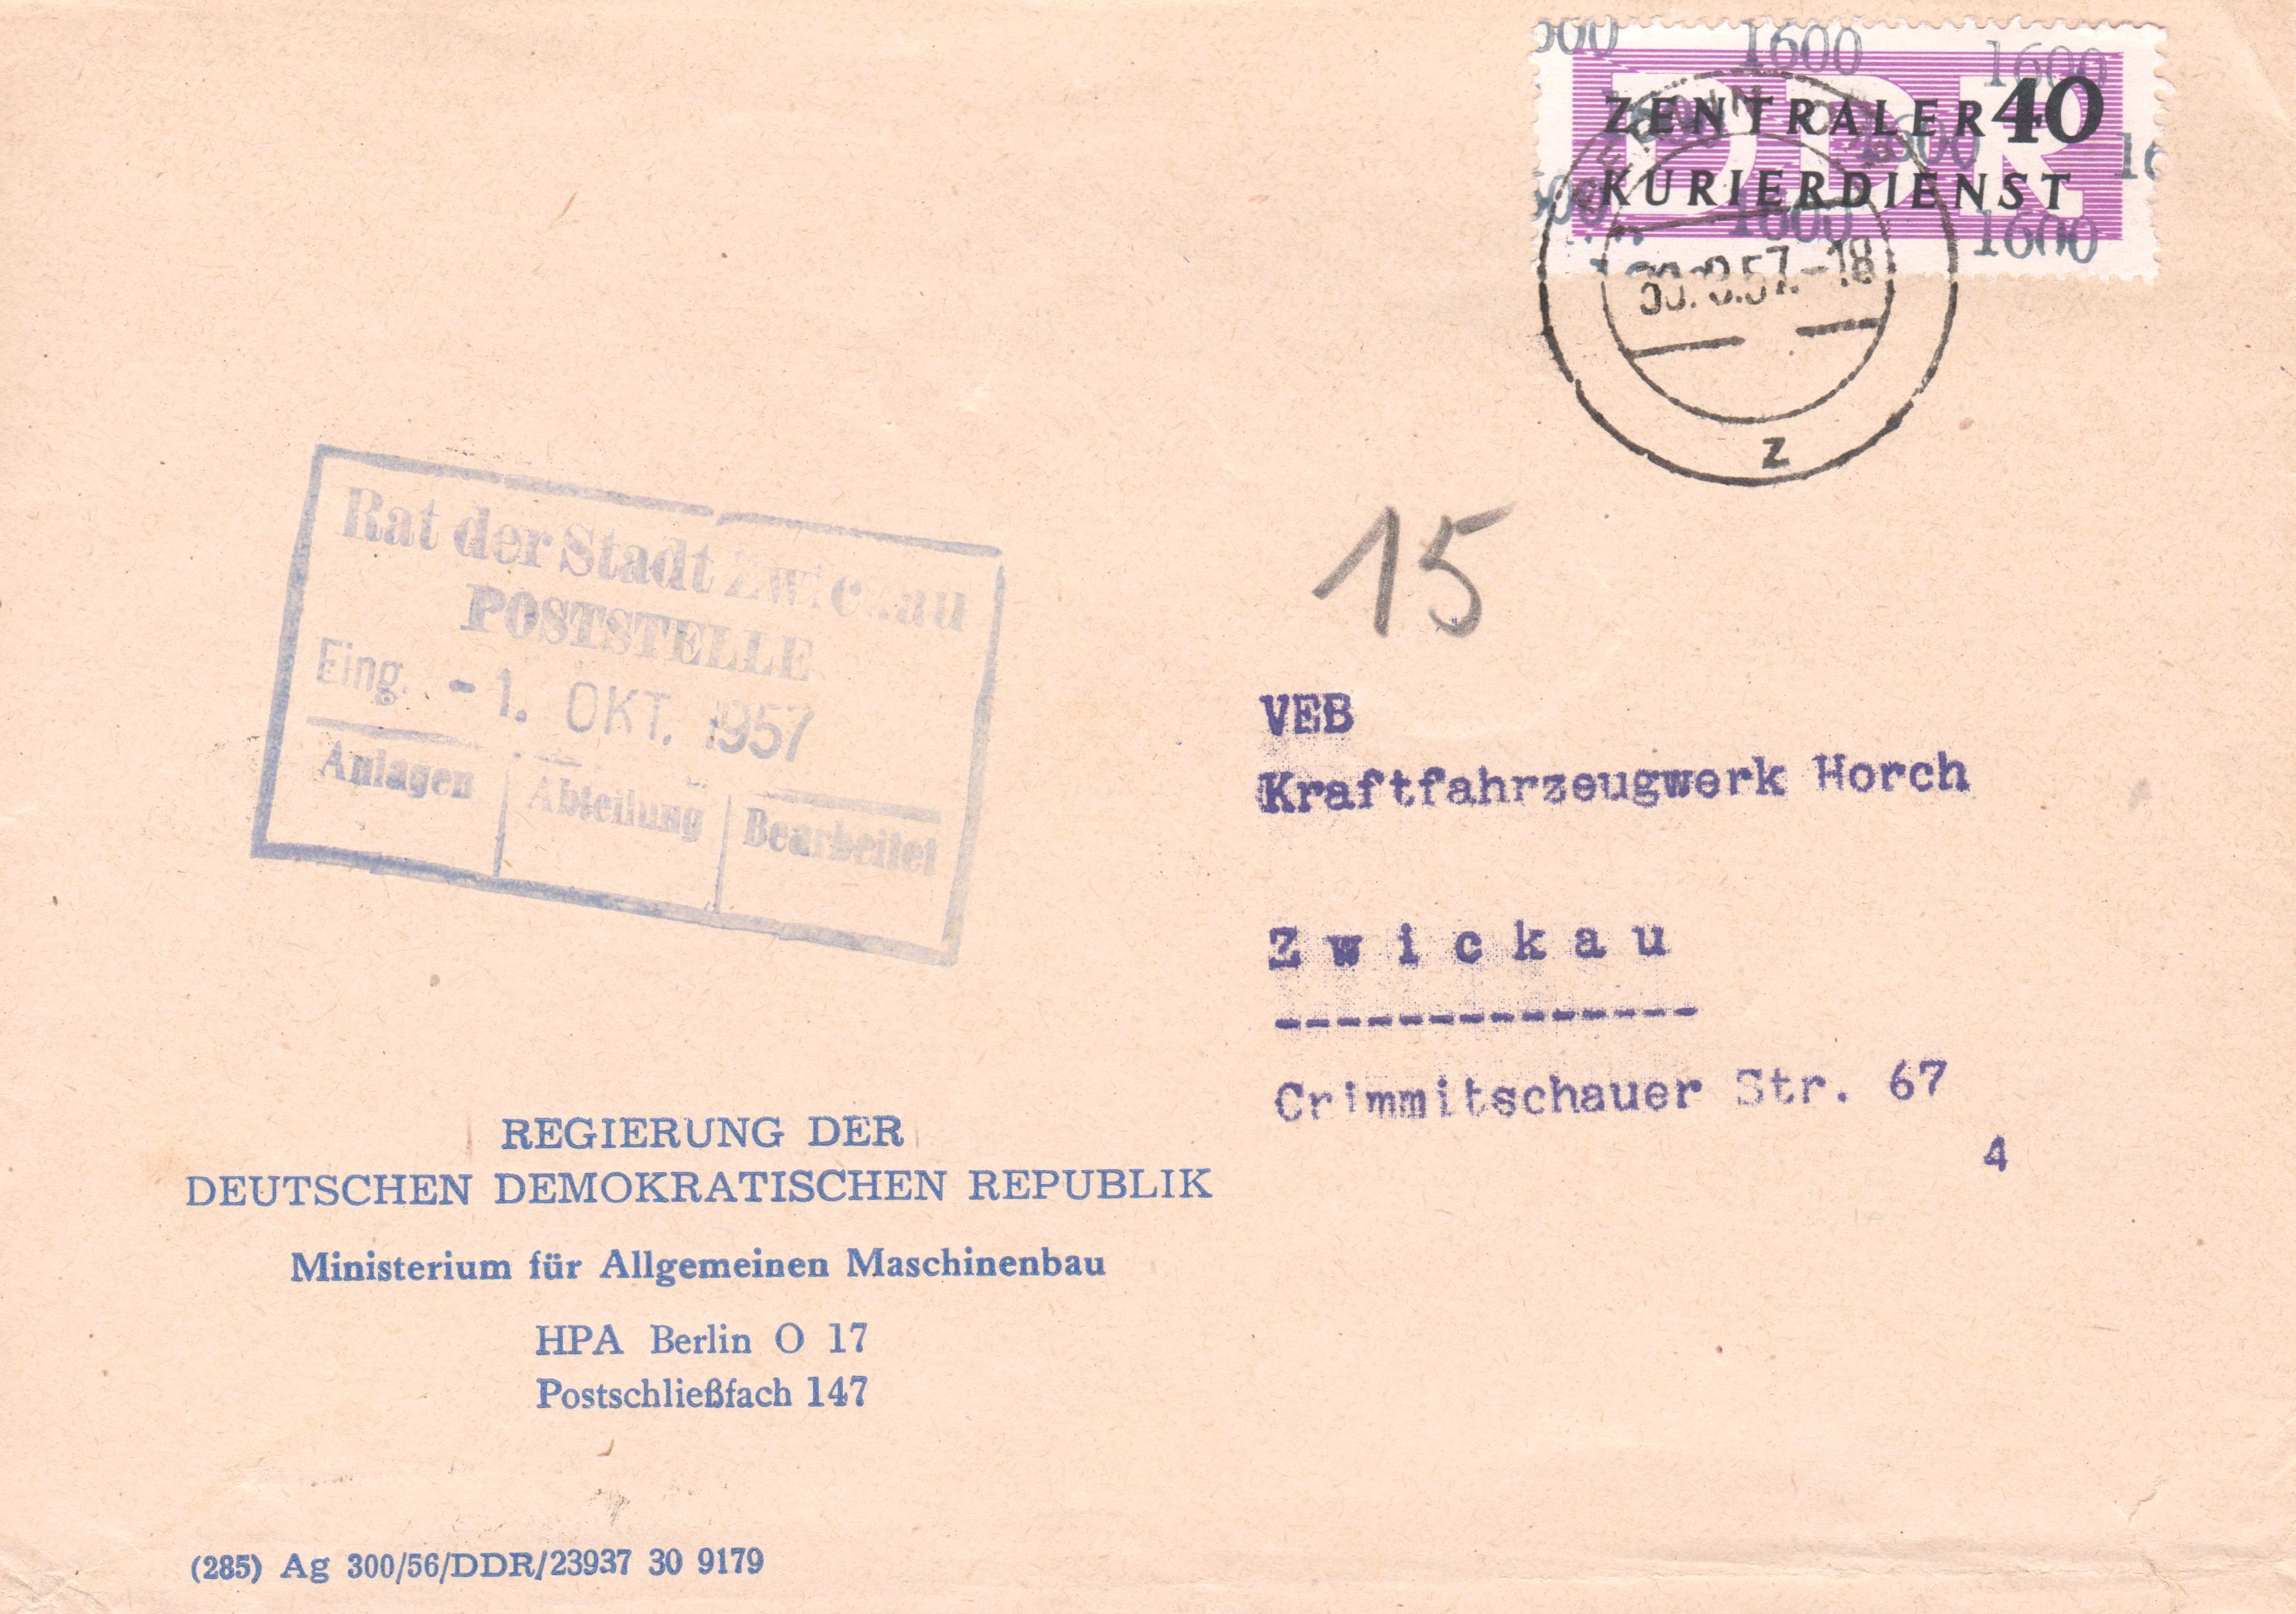 1600 1600
ZENTRALER 40
KURIERDIENST
1600 1600
57.-18
z
15
Rat der Stadt Zwickau
POSTSTELLE
Eing. -1. OKT. 1957
Anlagen Abteilung Bearbeitet
VEB
Kraftfahrzeugwerk Horch
Zwickau
---------------
Crimmitschauer Str. 67
4
REGIERUNG DER
DEUTSCHEN DEMOKRATISCHEN REPUBLIK
Ministerium für Allgemeinen Maschinenbau
HPA Berlin O 17
Postschließfach 147
(285) Ag 300/56/DDR/23937 30 9179